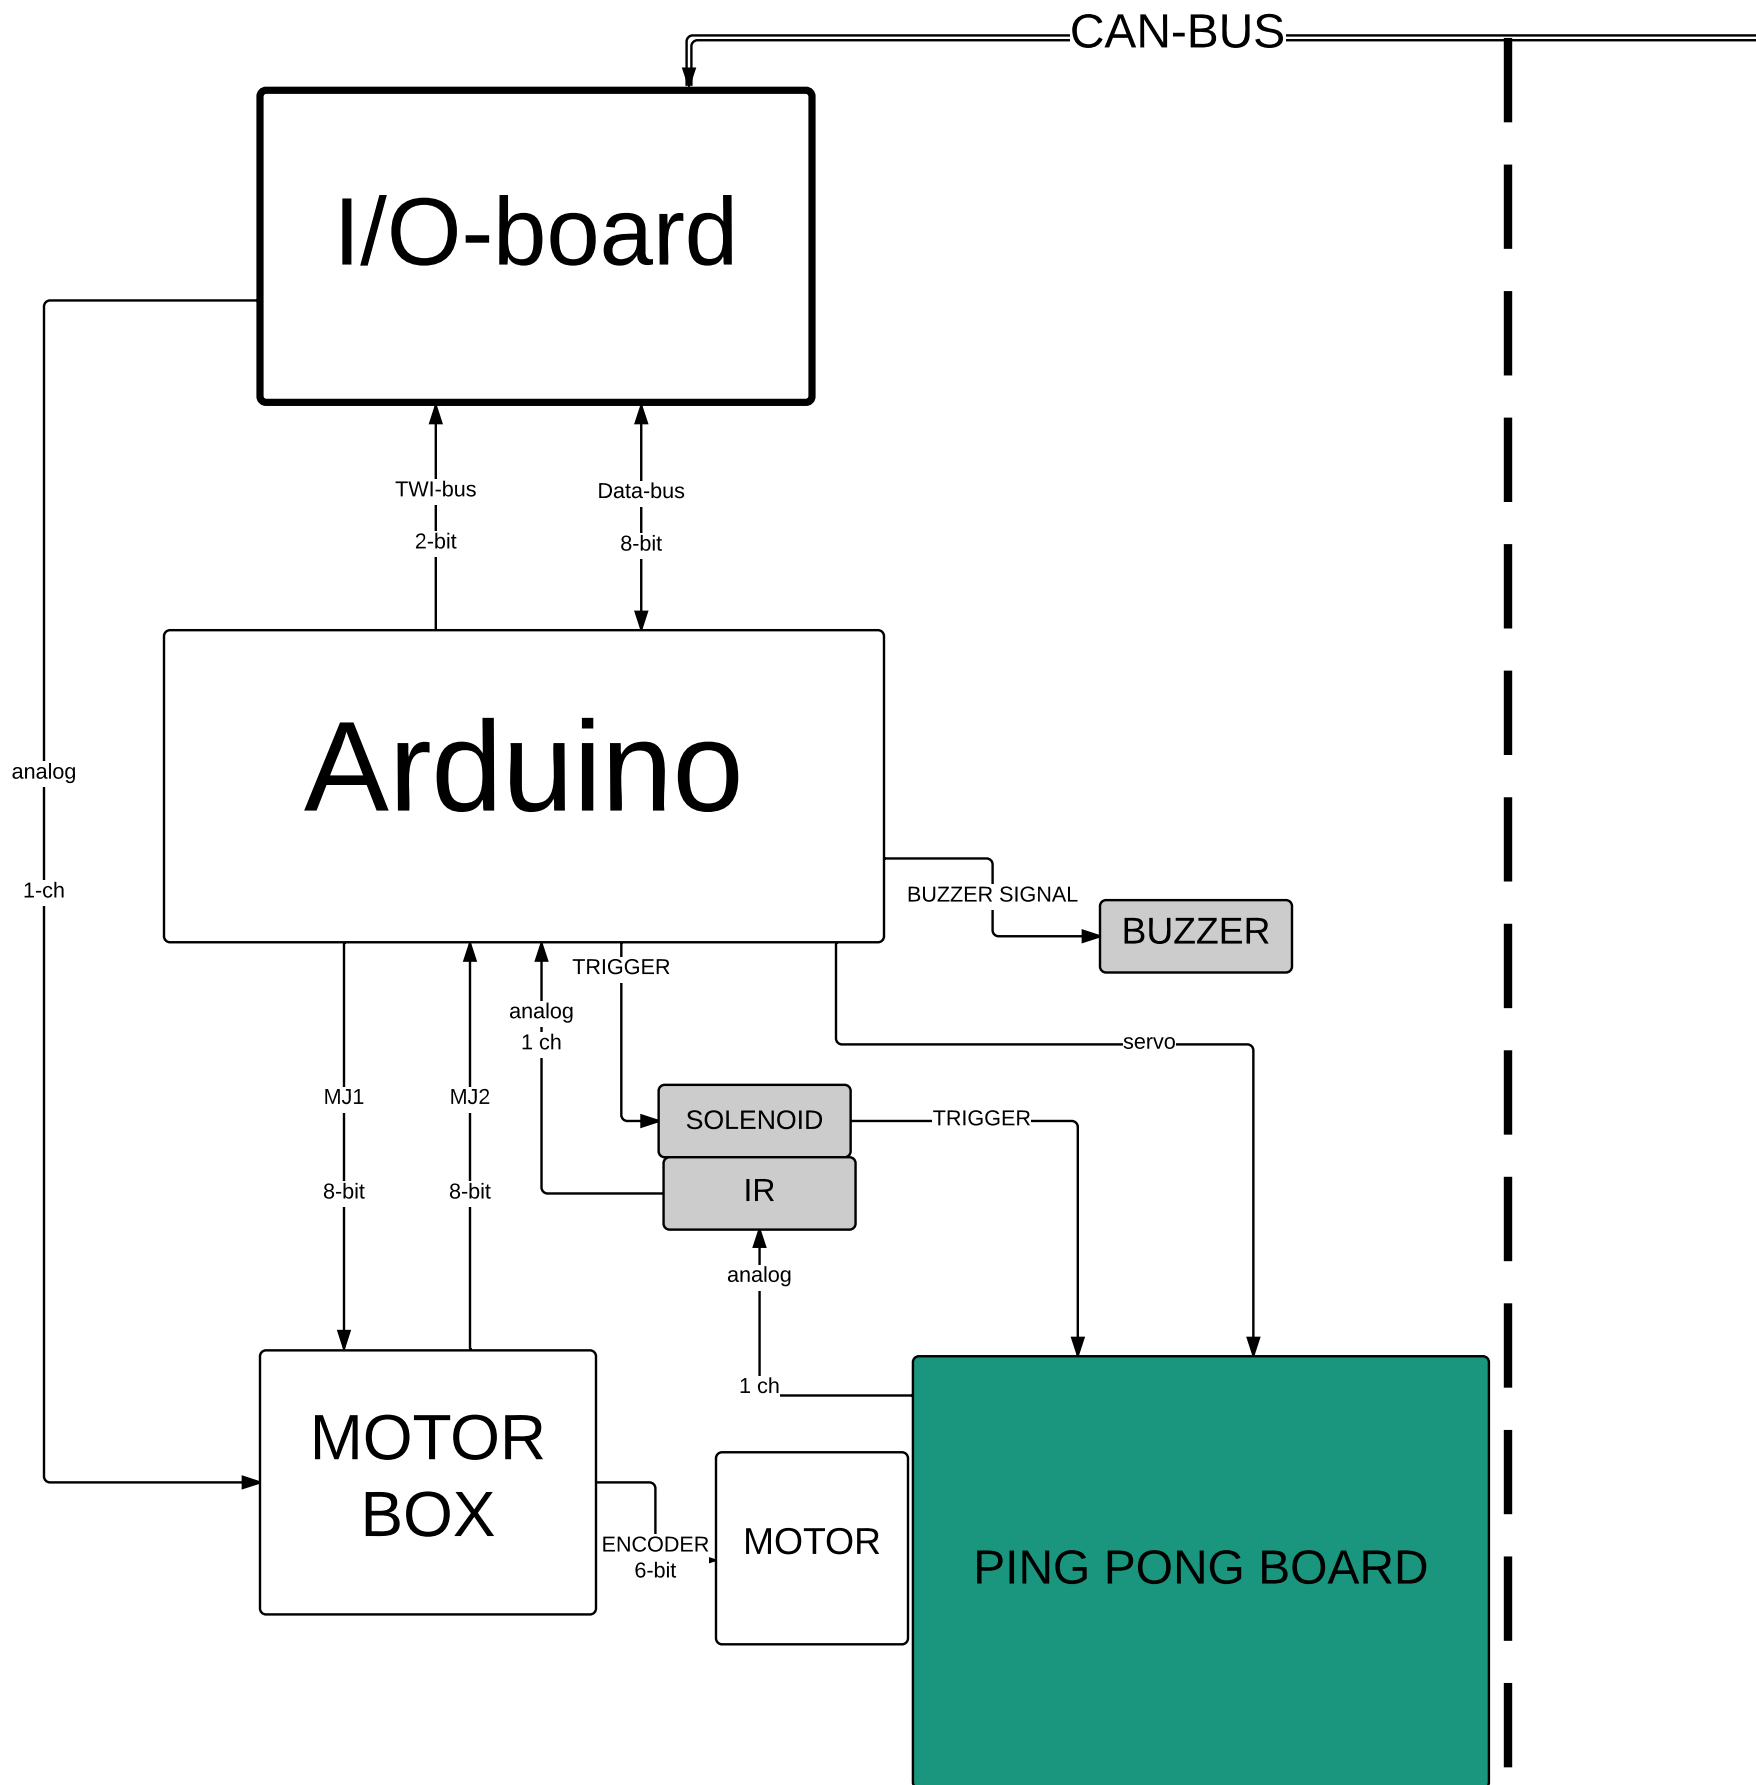 CAN-BUS
I/O-board
TWI-bus
2-bit
Data-bus
8-bit
Arduino
analog
1-ch
BUZZER SIGNAL
BUZZER
TRIGGER
analog
1 ch
servo
MJ1
8-bit
MJ2
8-bit
SOLENOID
TRIGGER
IR
analog
1 ch
MOTOR
BOX
ENCODER
6-bit
MOTOR
PING PONG BOARD